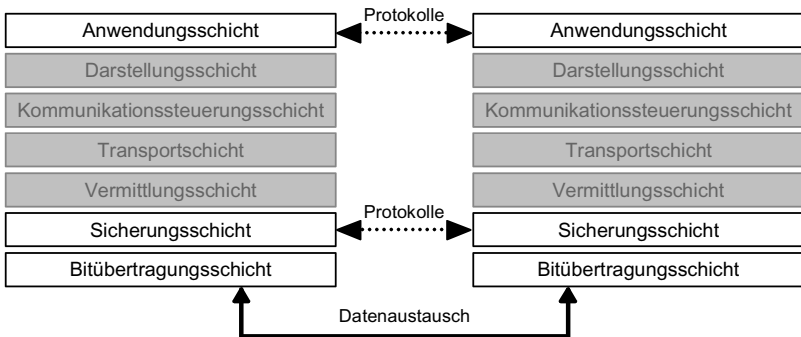 Protokolle
Anwendungsschicht Anwendungsschicht
Darstellungsschicht Darstellungsschicht
Kommunikationssteuerungsschicht Kommunikationssteuerungsschicht
Transportschicht Transportschicht
Vermittlungsschicht Vermittlungsschicht
Protokolle
Sicherungsschicht Sicherungsschicht
Bitübertragungsschicht Bitübertragungsschicht
Datenaustausch